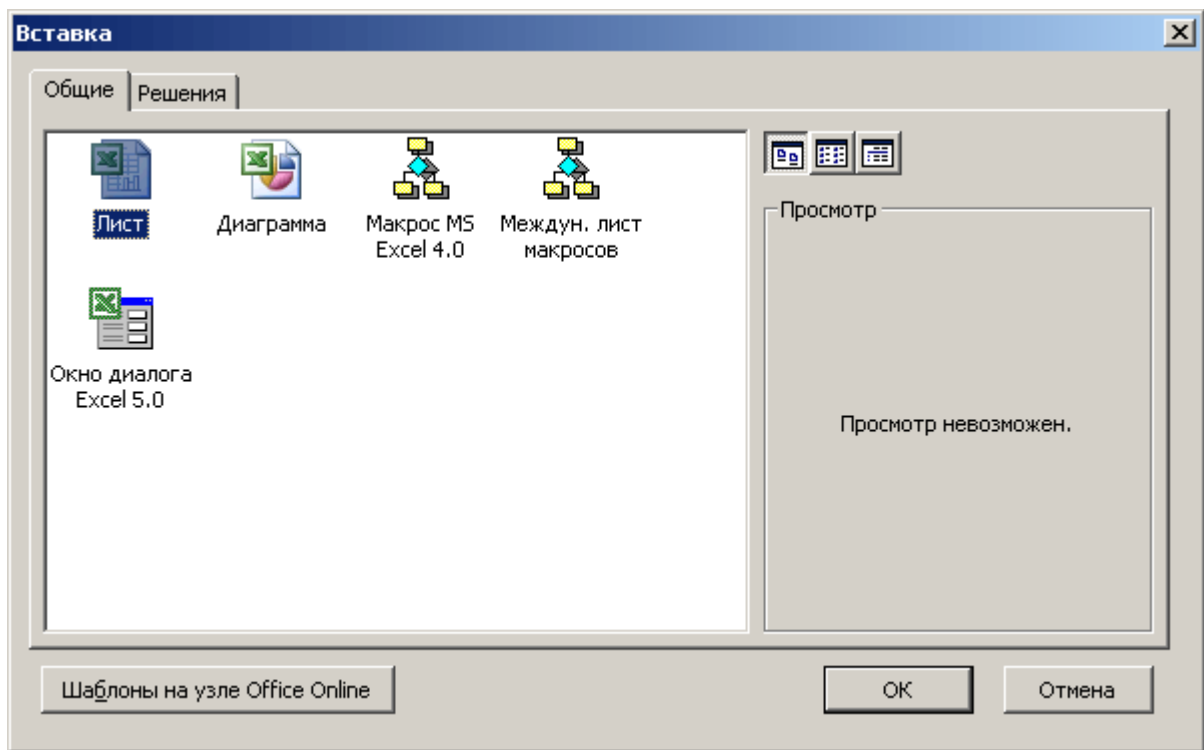 Вставка
Общие
Решения
Лист
Диаграмма
Макрос MS
Excel 4.0
Междун. лист
макросов
Окно диалога
Excel 5.0
Просмотр
Просмотр невозможен.
Шаблоны на узле Office Online
ОК
Отмена